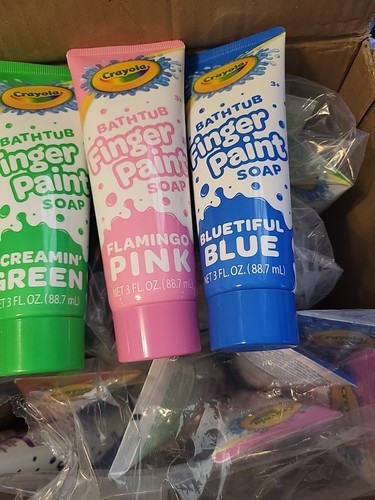 Crayola
BATHTUB
Finger
Paint
SOAP
CREAMIN'
GREEN
NET 3 FL. OZ. (88.7 mL)
Crayola
3+
BATHTUB
Finger
Paint
SOAP
FLAMINGO
PINK
NET 3 FL. OZ. (88.7 mL)
Crayola
3+
BATHTUB
Finger
Paint
SOAP
BLUETIFUL
BLUE
NET 3 FL. OZ. (88.7 mL)